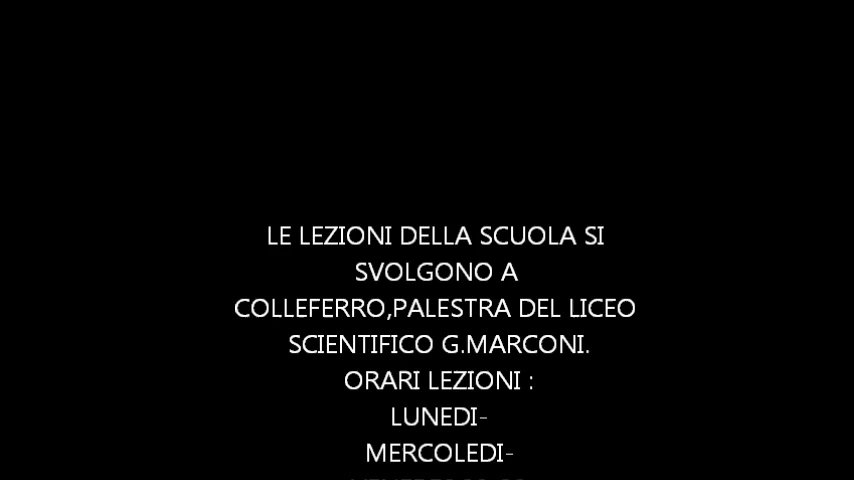 LE LEZIONI DELLA SCUOLA SI
SVOLGONO A
COLLEFERRO,PALESTRA DEL LICEO
SCIENTIFICO G.MARCONI.
ORARI LEZIONI :
LUNEDI-
MERCOLEDI-